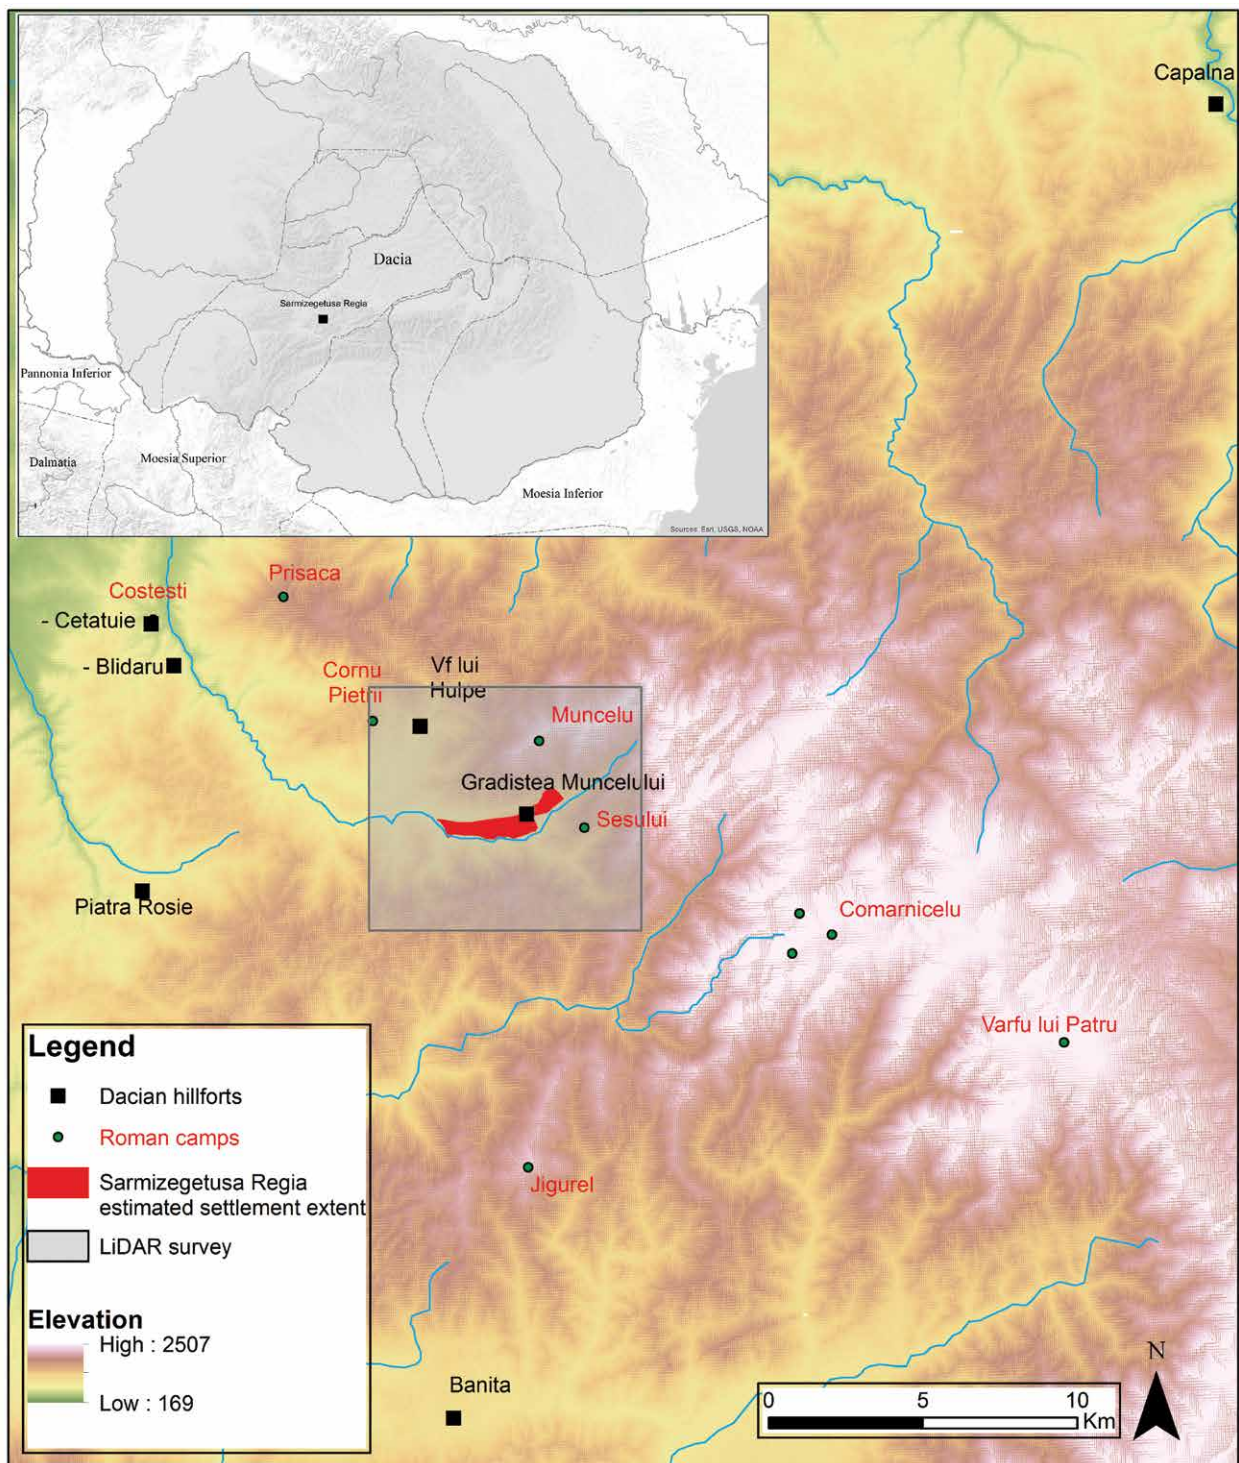 Capalna
Dacia
Sarmizegetusa Regia
Pannonia Inferior
Dalmatia
Moesia Superior
Moesia Inferior
Sources: Esri, USGS, NOAA
Prisaca
Costesti
- Cetatuie
- Blidaru
Cornu
Pietrii
Vf lui
Hulpe
Muncelu
Gradistea Muncelului
Sesului
Piatra Rosie
Comarnicelu
Varfu lui Patru
Jigurel
Banita
Legend
Dacian hillforts
Roman camps
Sarmizegetusa Regia
estimated settlement extent
LiDAR survey
Elevation
High : 2507
Low : 169
0 5 10
Km
N